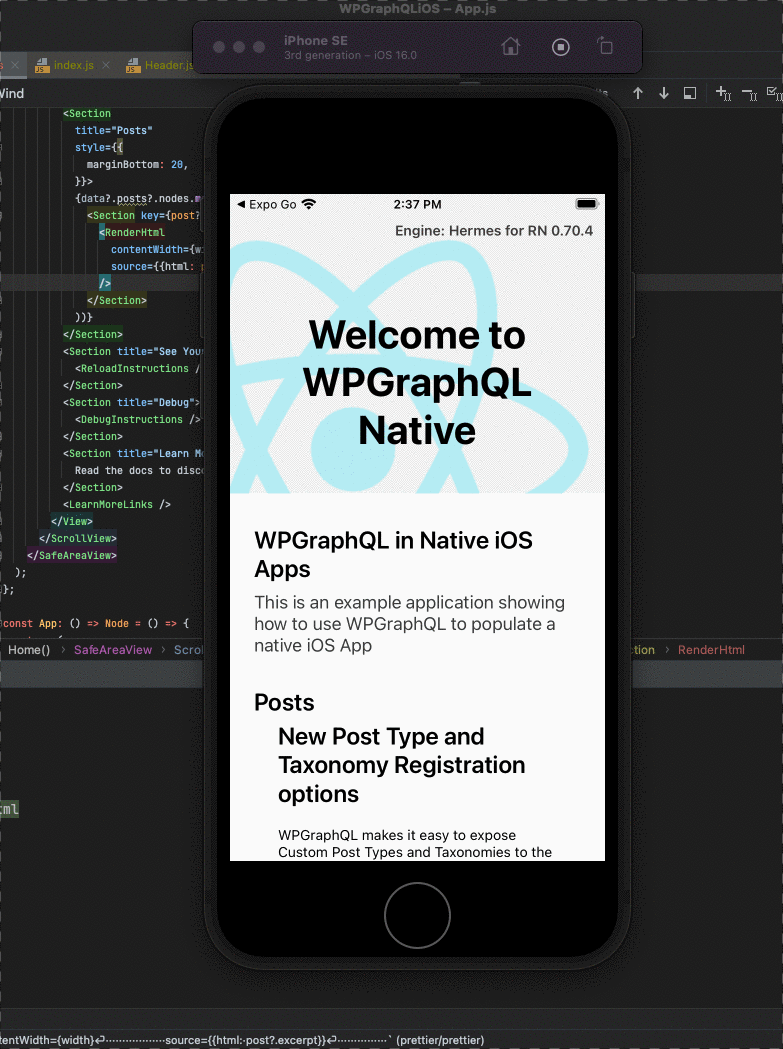 WPGraphQLiOS – App.js
iPhone SE
3rd generation – iOS 16.0
index.js
Header.js
Wind
<Section
title="Posts"
style={{
marginBottom: 20,
}}>
{data?.posts?.nodes.m
<Section key={post?
<RenderHtml
contentWidth={wi
source={{html: p
/>
</Section>
))}
</Section>
<Section title="See You
<ReloadInstructions /
</Section>
<Section title="Debug">
<DebugInstructions />
</Section>
<Section title="Learn Mo
Read the docs to disco
</Section>
<LearnMoreLinks />
</View>
</ScrollView>
</SafeAreaView>
);
};
const App: () => Node = () => {
Home() › SafeAreaView › Scrol
ction › RenderHtml
tml
◀ Expo Go
2:37 PM
Engine: Hermes for RN 0.70.4
Welcome to
WPGraphQL
Native
WPGraphQL in Native iOS
Apps
This is an example application showing
how to use WPGraphQL to populate a
native iOS App
Posts
New Post Type and
Taxonomy Registration
options
WPGraphQL makes it easy to expose
Custom Post Types and Taxonomies to the
tentWidth={width}⏎··················source={{html:·post?.excerpt}}⏎···············` (prettier/prettier)